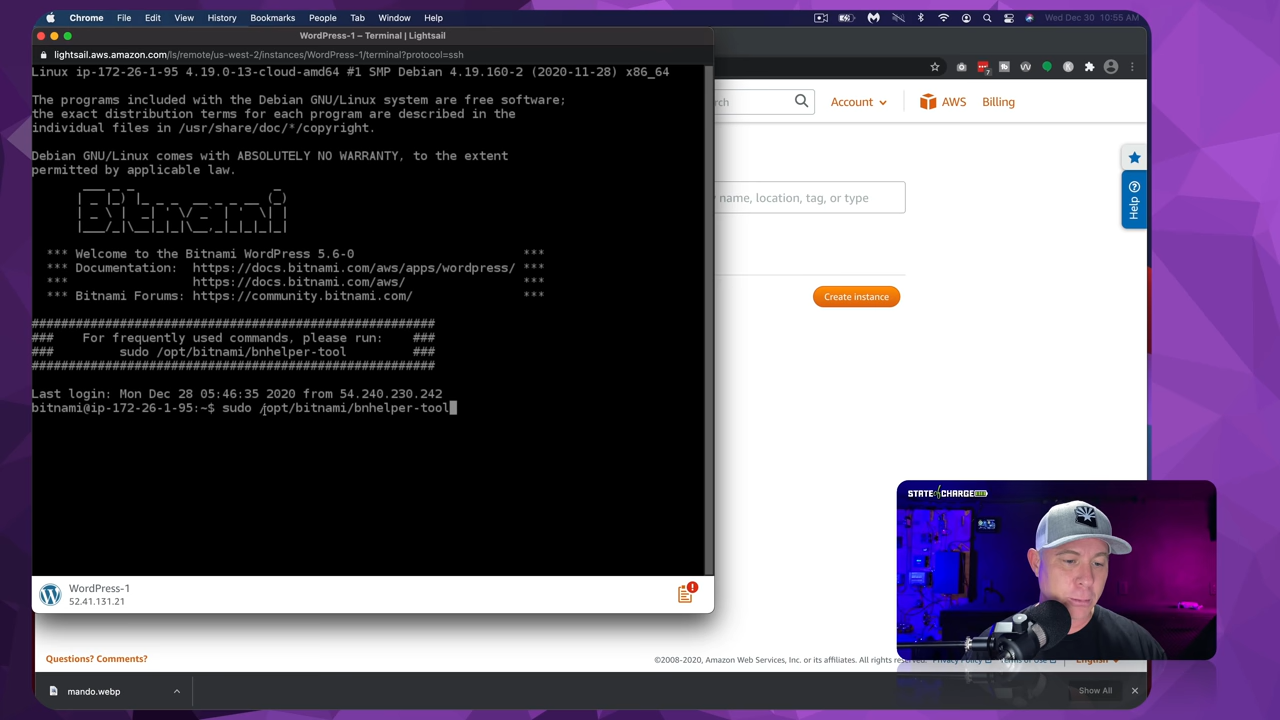 Chrome File Edit View History Bookmarks People Tab Window Help
Wed Dec 30 10:55 AM
WordPress-1 – Terminal | Lightsail
lightsail.aws.amazon.com/ls/remote/us-west-2/instances/WordPress-1/terminal?protocol=ssh
Linux ip-172-26-1-95 4.19.0-13-cloud-amd64 #1 SMP Debian 4.19.160-2 (2020-11-28) x86_64
The programs included with the Debian GNU/Linux system are free software;
the exact distribution terms for each program are described in the
individual files in /usr/share/doc/*/copyright.
Debian GNU/Linux comes with ABSOLUTELY NO WARRANTY, to the extent
permitted by applicable law.
Bitnami
*** Welcome to the Bitnami WordPress 5.6-0 ***
*** Documentation: https://docs.bitnami.com/aws/apps/wordpress/ ***
*** https://docs.bitnami.com/aws/ ***
*** Bitnami Forums: https://community.bitnami.com/ ***
##################################################
### For frequently used commands, please run: ###
### sudo /opt/bitnami/bnhelper-tool ###
##################################################
Last login: Mon Dec 28 05:46:35 2020 from 54.240.230.242
bitnami@ip-172-26-1-95:~$ sudo /opt/bitnami/bnhelper-tool
WordPress-1
52.41.131.21
7
rch
Account
AWS
Billing
name, location, tag, or type
Help
Create instance
STATE OF CHARGE
Questions? Comments?
©2008-2020, Amazon Web Services, Inc. or its affiliates. All rights reserved. Privacy Policy Terms of Use English
mando.webp
Show All